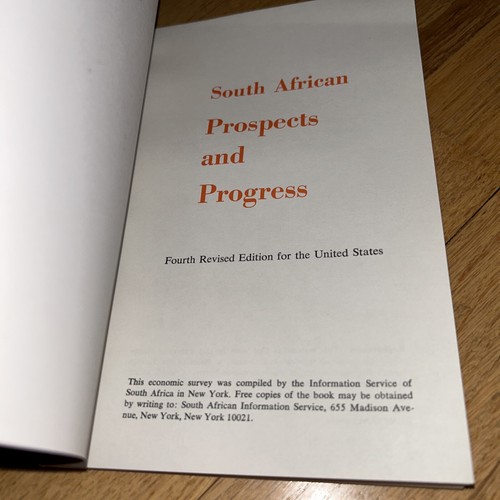 South African
Prospects
and
Progress
Fourth Revised Edition for the United States
This economic survey was compiled by the Information Service of
South Africa in New York. Free copies of the book may be obtained
by writing to: South African Information Service, 655 Madison Ave-
nue, New York, New York 10021.